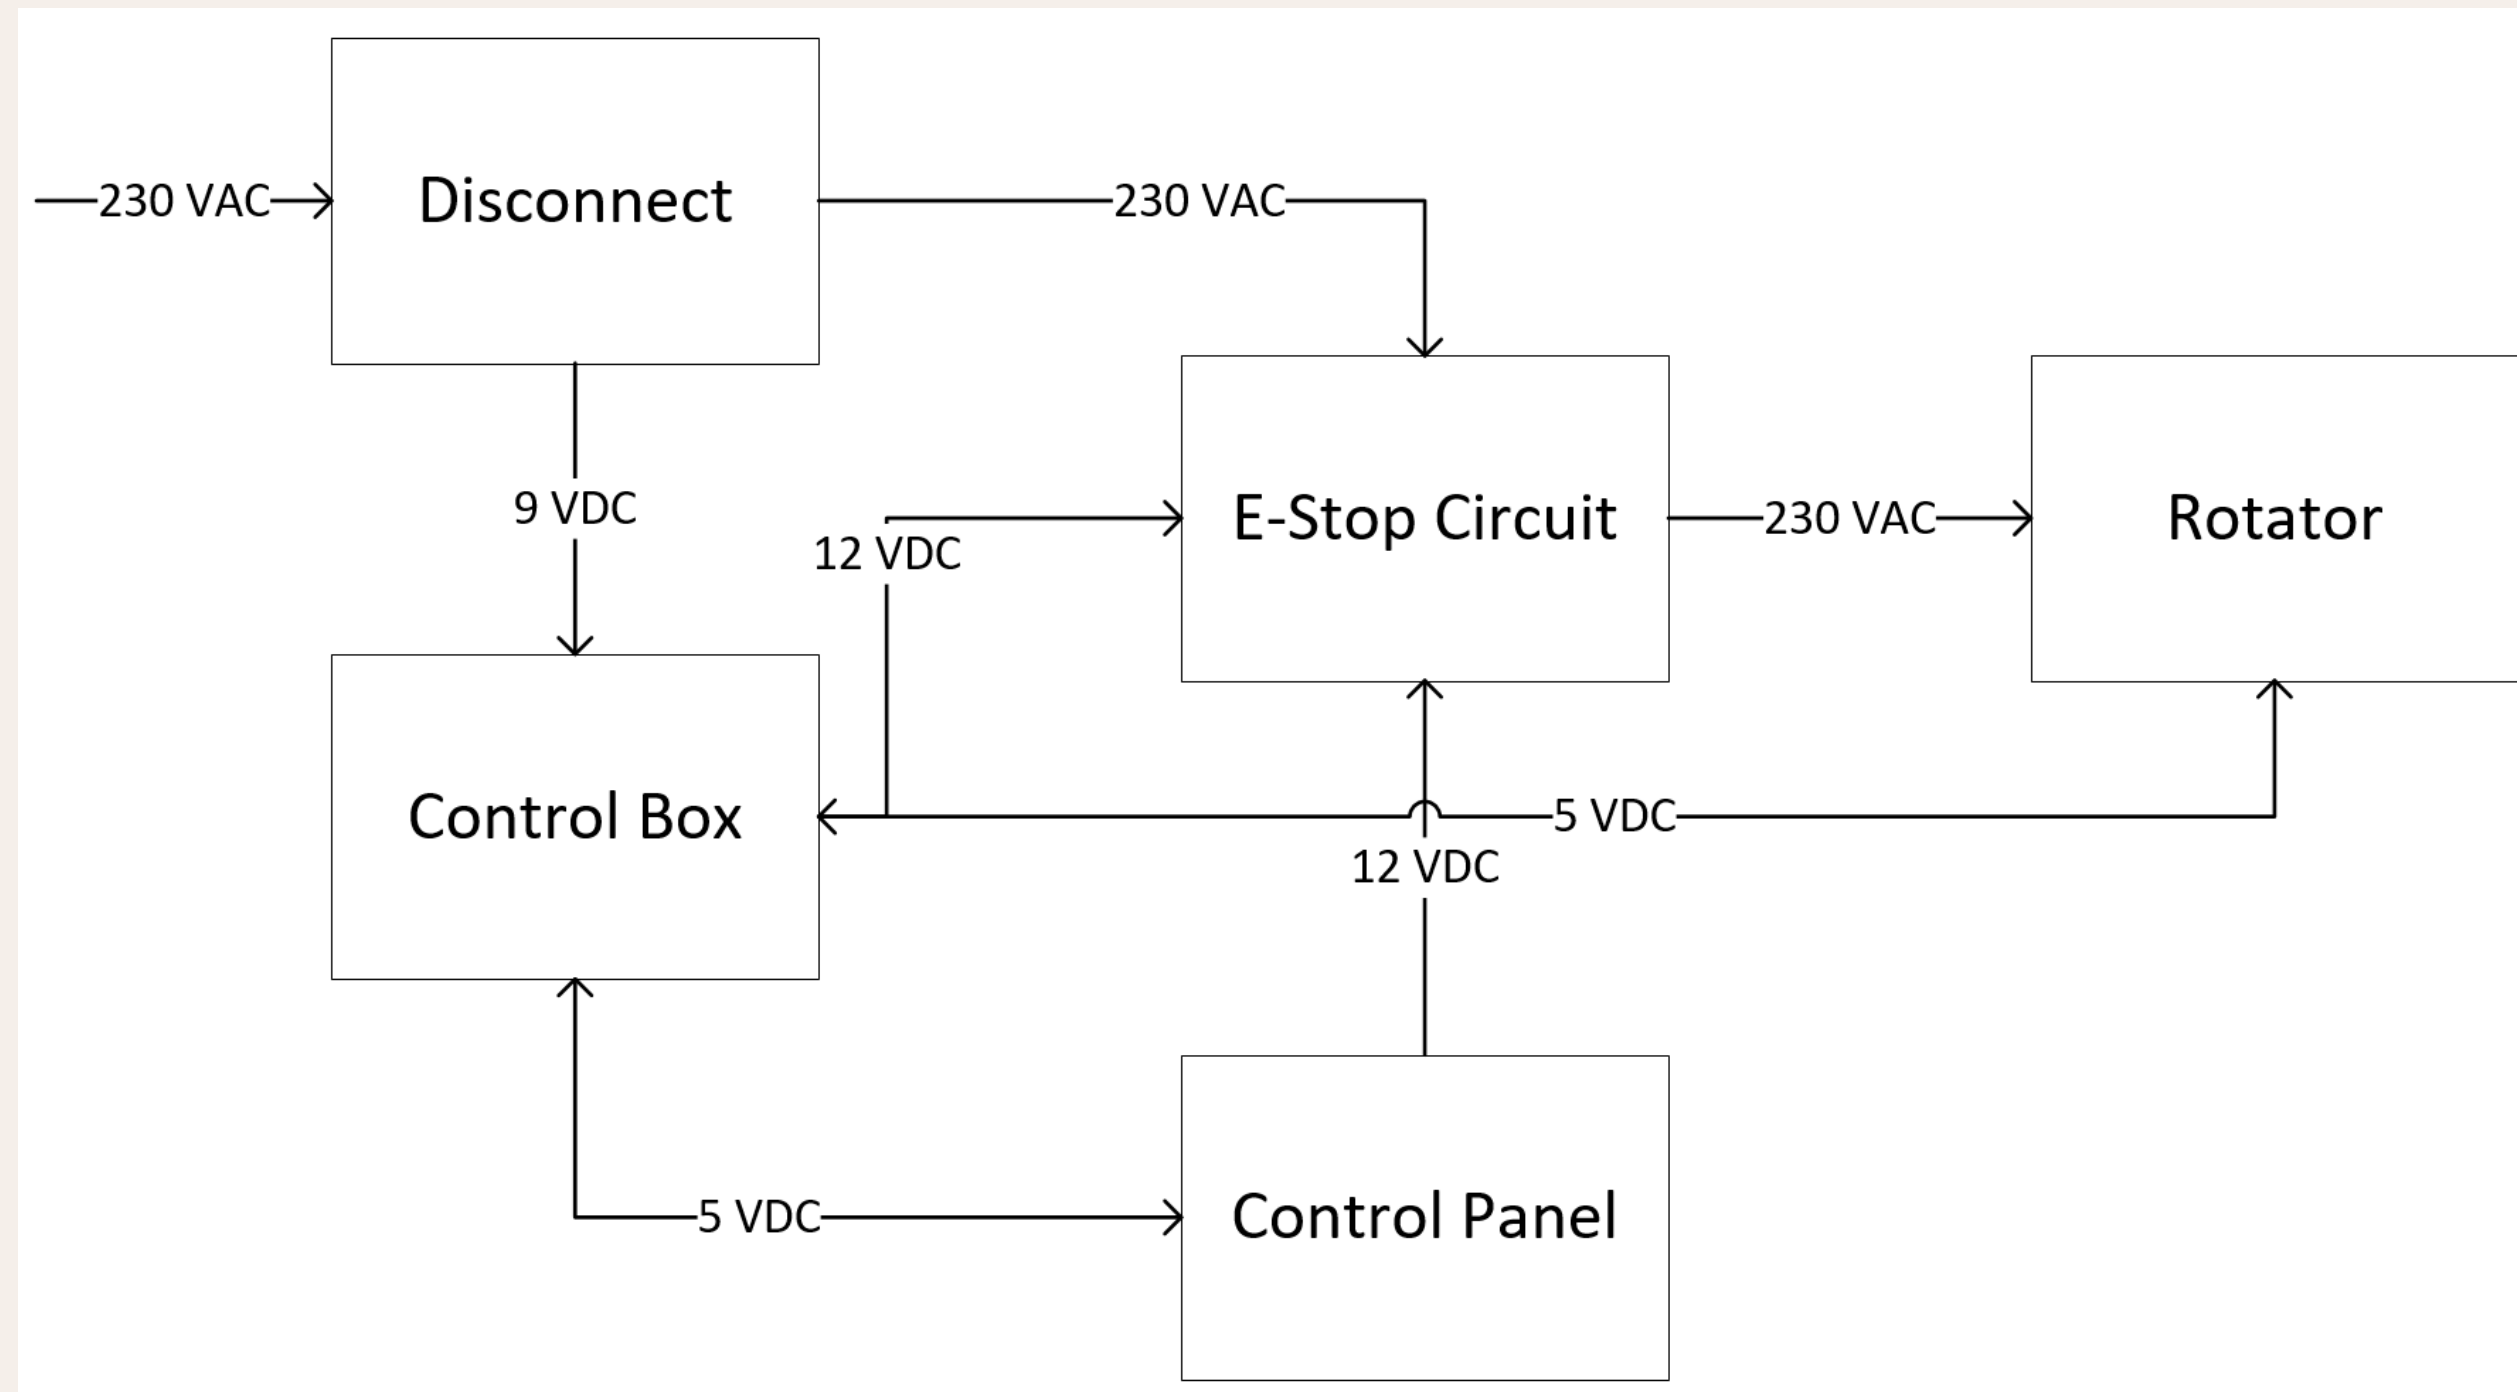 230 VAC
Disconnect
230 VAC
9 VDC
12 VDC
E-Stop Circuit
230 VAC
Rotator
Control Box
5 VDC
12 VDC
5 VDC
Control Panel